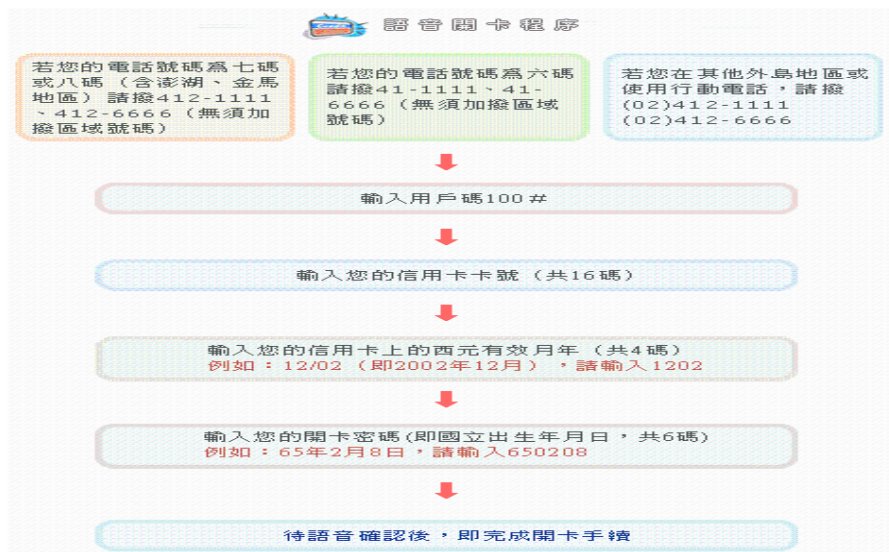 語音開卡程序
若您的電話號碼為七碼
或八碼（含澎湖、金馬
地區）請撥412-1111
、412-6666（無須加
撥區域號碼）
若您的電話號碼為六碼
請撥41-1111、41-
6666（無須加撥區域
號碼）
若您在其他外島地區或
使用行動電話，請撥
(02)412-1111
(02)412-6666
輸入用戶碼100#
輸入您的信用卡卡號（共16碼）
輸入您的信用卡上的西元有效月年（共4碼）
例如：12/02（即2002年12月），請輸入1202
輸入您的開卡密碼(即國立出生年月日，共6碼)
例如：65年2月8日，請輸入650208
待語音確認後，即完成開卡手續